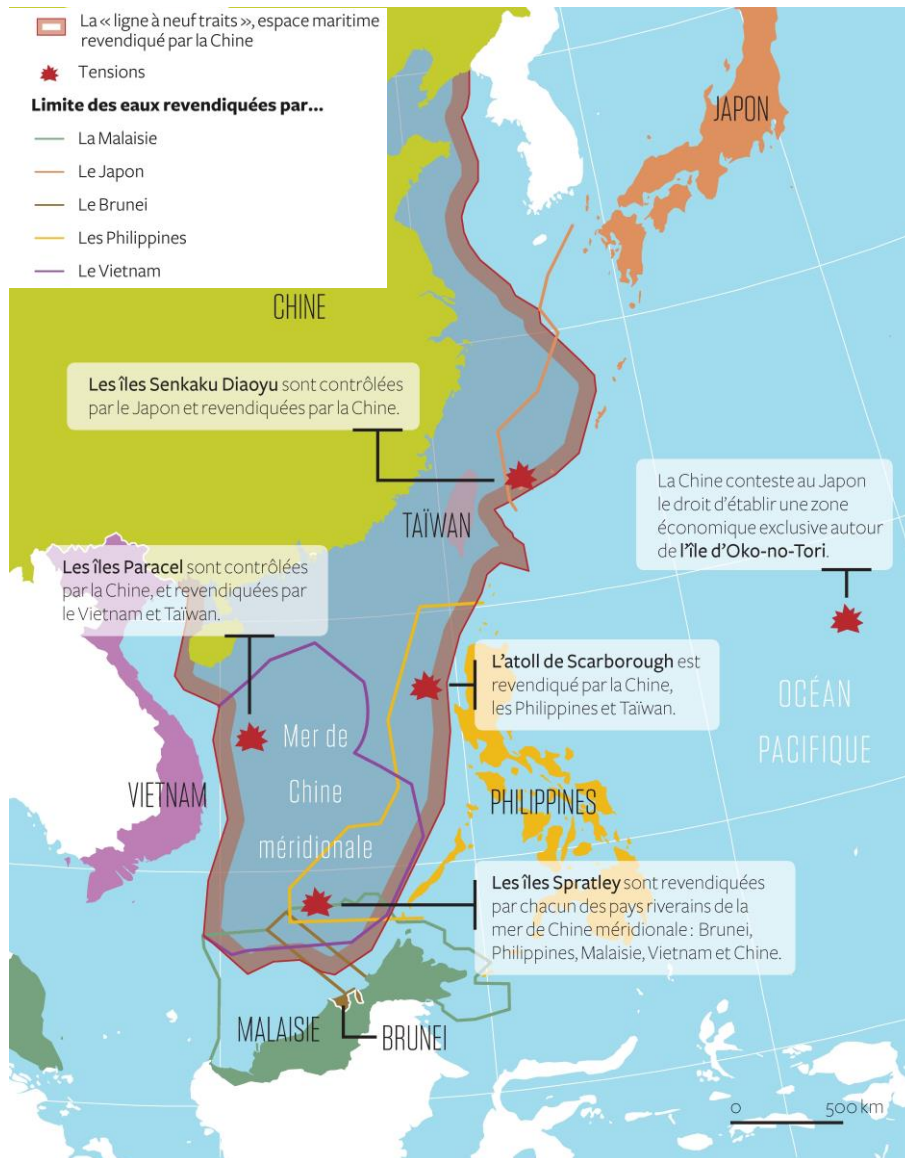 La « ligne à neuf traits », espace maritime
revendiqué par la Chine
Tensions
Limite des eaux revendiquées par...
La Malaisie
Le Japon
Le Brunei
Les Philippines
Le Vietnam
JAPON
CHINE
Les îles Senkaku Diaoyu sont contrôlées
par le Japon et revendiquées par la Chine.
La Chine conteste au Japon
le droit d'établir une zone
économique exclusive autour
de l'île d'Oko-no-Tori.
TAÏWAN
Les îles Paracel sont contrôlées
par la Chine, et revendiquées par
le Vietnam et Taïwan.
L'atoll de Scarborough est
revendiqué par la Chine,
les Philippines et Taïwan.
OCÉAN
PACIFIQUE
Mer de
Chine
méridionale
VIETNAM
PHILIPPINES
Les îles Spratley sont revendiquées
par chacun des pays riverains de la
mer de Chine méridionale : Brunei,
Philippines, Malaisie, Vietnam et Chine.
MALAISIE
BRUNEI
0 500 km